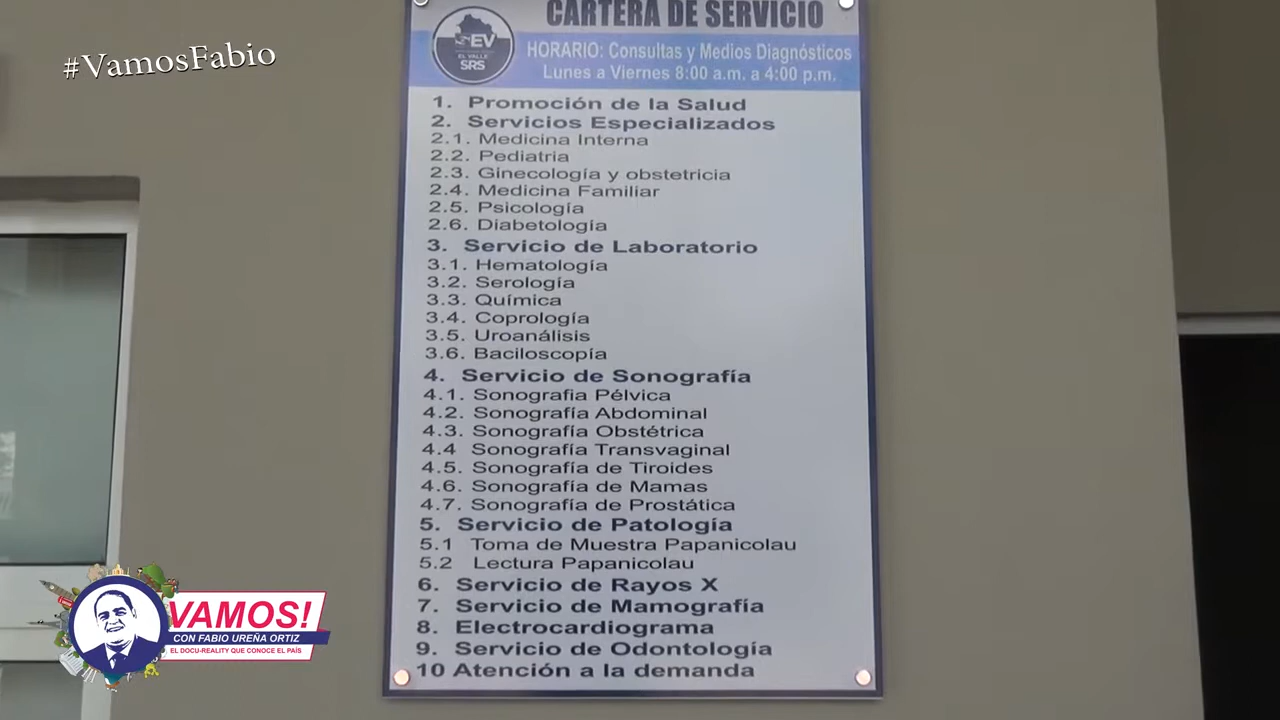 #VamosFabio
CARTERA DE SERVICIO
EV
EL VALLE
SRS
HORARIO: Consultas y Medios Diagnósticos
Lunes a Viernes 8:00 a.m. a 4:00 p.m.
1. Promoción de la Salud
2. Servicios Especializados
2.1. Medicina Interna
2.2. Pediatria
2.3. Ginecología y obstetricia
2.4. Medicina Familiar
2.5. Psicología
2.6. Diabetología
3. Servicio de Laboratorio
3.1. Hematología
3.2. Serología
3.3. Química
3.4. Coprología
3.5. Uroanálisis
3.6. Baciloscopía
4. Servicio de Sonografía
4.1. Sonografia Pélvica
4.2. Sonografía Abdominal
4.3. Sonografía Obstétrica
4.4 Sonografía Transvaginal
4.5. Sonografía de Tiroides
4.6. Sonografía de Mamas
4.7. Sonografía de Prostática
5. Servicio de Patología
5.1 Toma de Muestra Papanicolau
5.2 Lectura Papanicolau
6. Servicio de Rayos X
7. Servicio de Mamografía
8. Electrocardiograma
9. Servicio de Odontología
10 Atención a la demanda
VAMOS!
CON FABIO UREÑA ORTIZ
EL DOCU-REALITY QUE CONOCE EL PAÍS